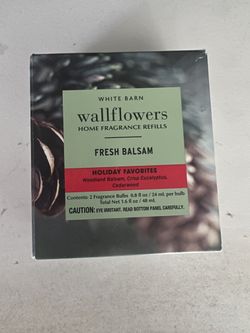 WHITE BARN
wallflowers
HOME FRAGRANCE REFILLS
FRESH BALSAM
HOLIDAY FAVORITES
Woodland Balsam, Crisp Eucalyptus,
Cedarwood
Contents: 2 Fragrance Bulbs 0.8 fl oz / 24 mL per bulb
Total Net 1.6 fl oz / 48 mL
CAUTION: EYE IRRITANT. READ BOTTOM PANEL CAREFULLY.